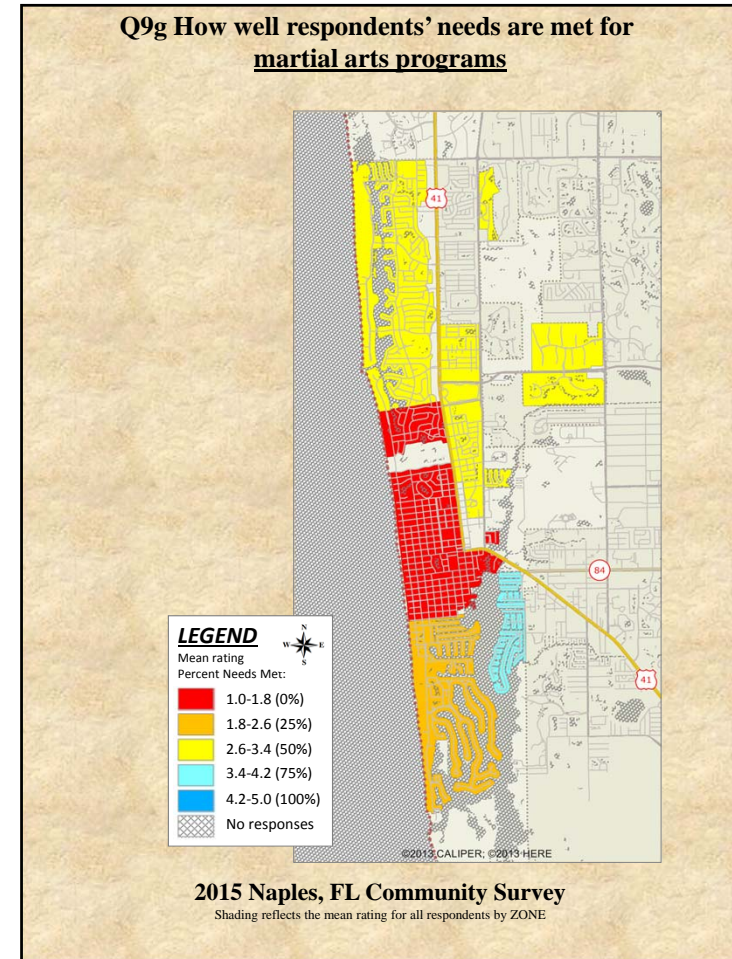 Q9g How well respondents’ needs are met for
martial arts programs
41
84
41
LEGEND
N
W E
S
Mean rating
Percent Needs Met:
1.0-1.8 (0%)
1.8-2.6 (25%)
2.6-3.4 (50%)
3.4-4.2 (75%)
4.2-5.0 (100%)
No responses
©2013 CALIPER; ©2013 HERE
2015 Naples, FL Community Survey
Shading reflects the mean rating for all respondents by ZONE